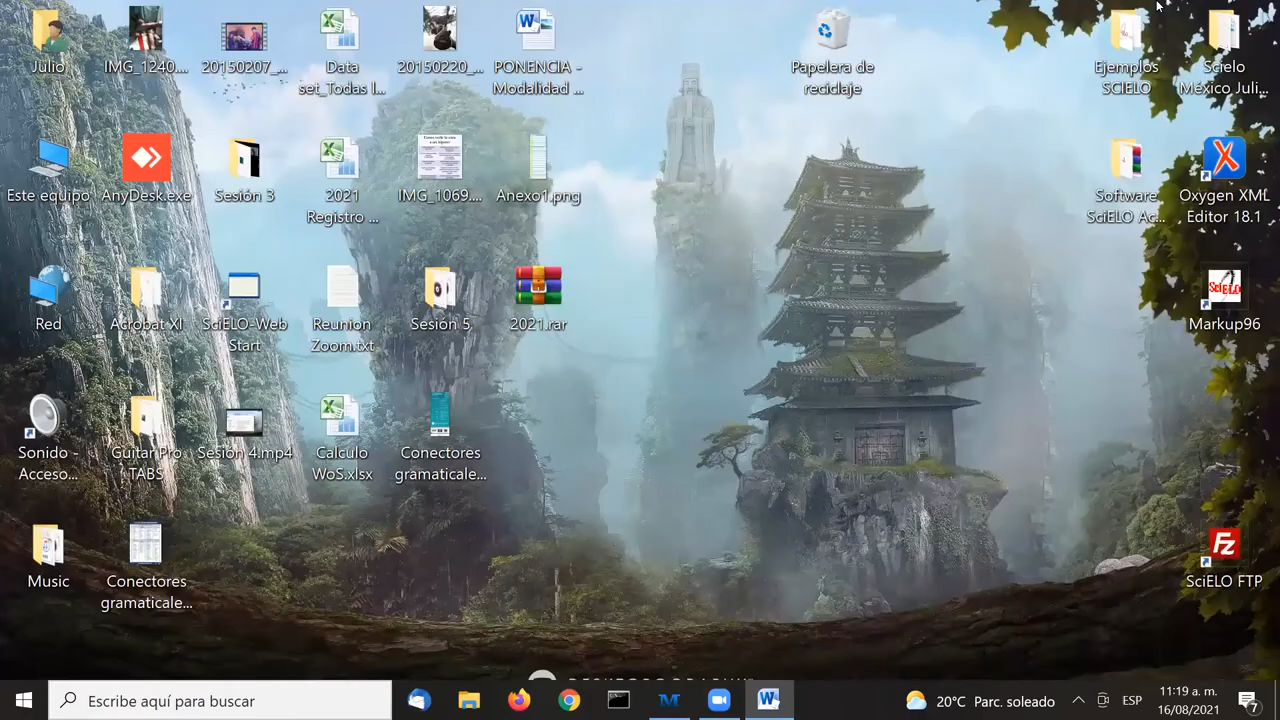 Julio
IMG_1240....
20150207_...
Data
set_Todas l...
20150220_...
PONENCIA -
Modalidad ...
Papelera de
reciclaje
Ejemplos
SCIELO
Scielo
México Juli...
Este equipo
AnyDesk.exe
Sesión 3
2021
Registro ...
IMG_1069....
Anexo1.png
Software
SciELO Ac...
Oxygen XML
Editor 18.1
Red
Acrobat XI
SciELO-Web
Start
Reunion
Zoom.txt
Sesión 5
2021.rar
SciELO
Markup96
Sonido -
Acceso...
Guitar Pro
TABS
Sesión 4.mp4
Calculo
WoS.xlsx
Conectores
gramaticale...
Music
Conectores
gramaticale...
Fz
SciELO FTP
Escribe aquí para buscar
20°C Parc. soleado
ESP
11:19 a. m.
16/08/2021
7